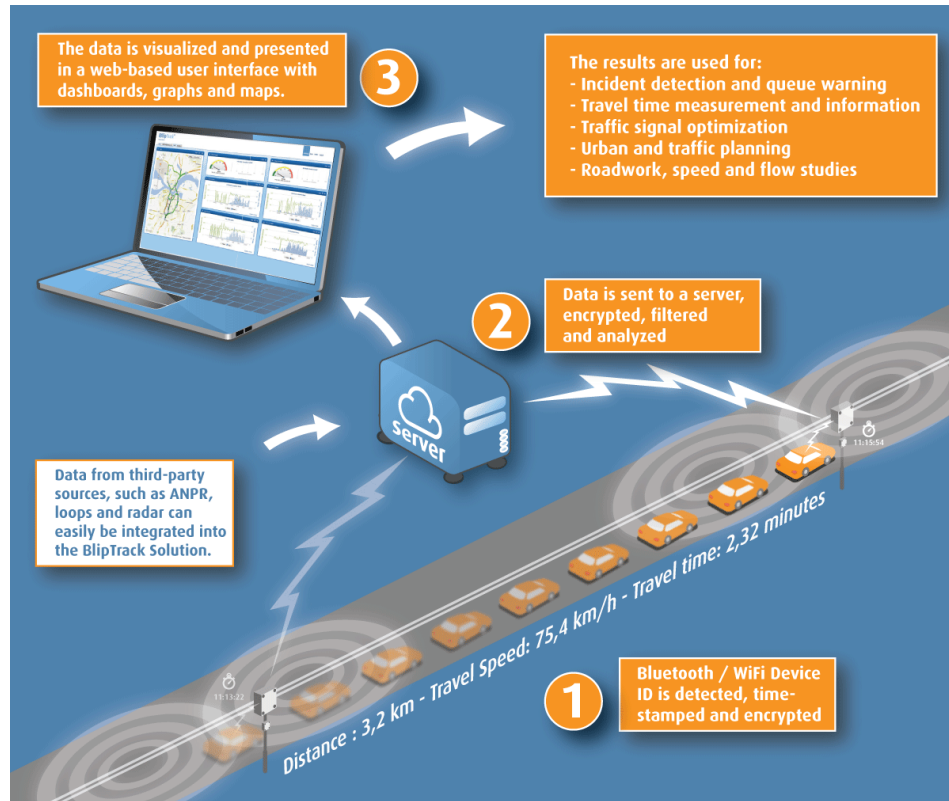 The data is visualized and presented
in a web-based user interface with
dashboards, graphs and maps.
3
The results are used for:
- Incident detection and queue warning
- Travel time measurement and information
- Traffic signal optimization
- Urban and traffic planning
- Roadwork, speed and flow studies
2
Data is sent to a server,
encrypted, filtered
and analyzed
server
11:15:54
Data from third-party
sources, such as ANPR,
loops and radar can
easily be integrated into
the BlipTrack Solution.
11:13:22
Distance : 3,2 km - Travel Speed: 75,4 km/h - Travel time: 2,32 minutes
1
Bluetooth / WiFi Device
ID is detected, time-
stamped and encrypted